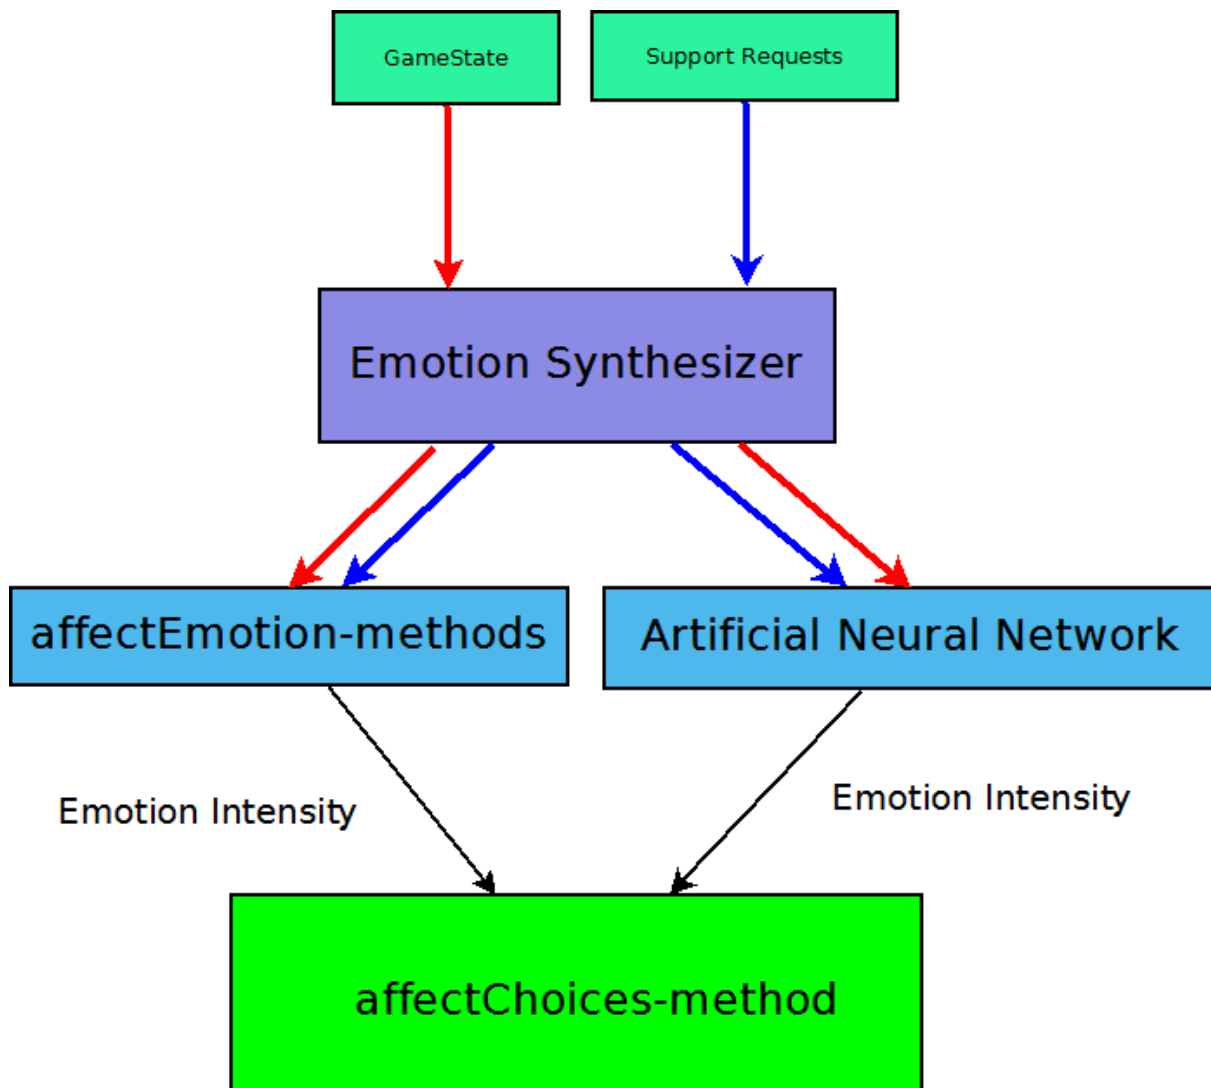 GameState
Support Requests
Emotion Synthesizer
affectEmotion-methods
Artificial Neural Network
Emotion Intensity
Emotion Intensity
affectChoices-method